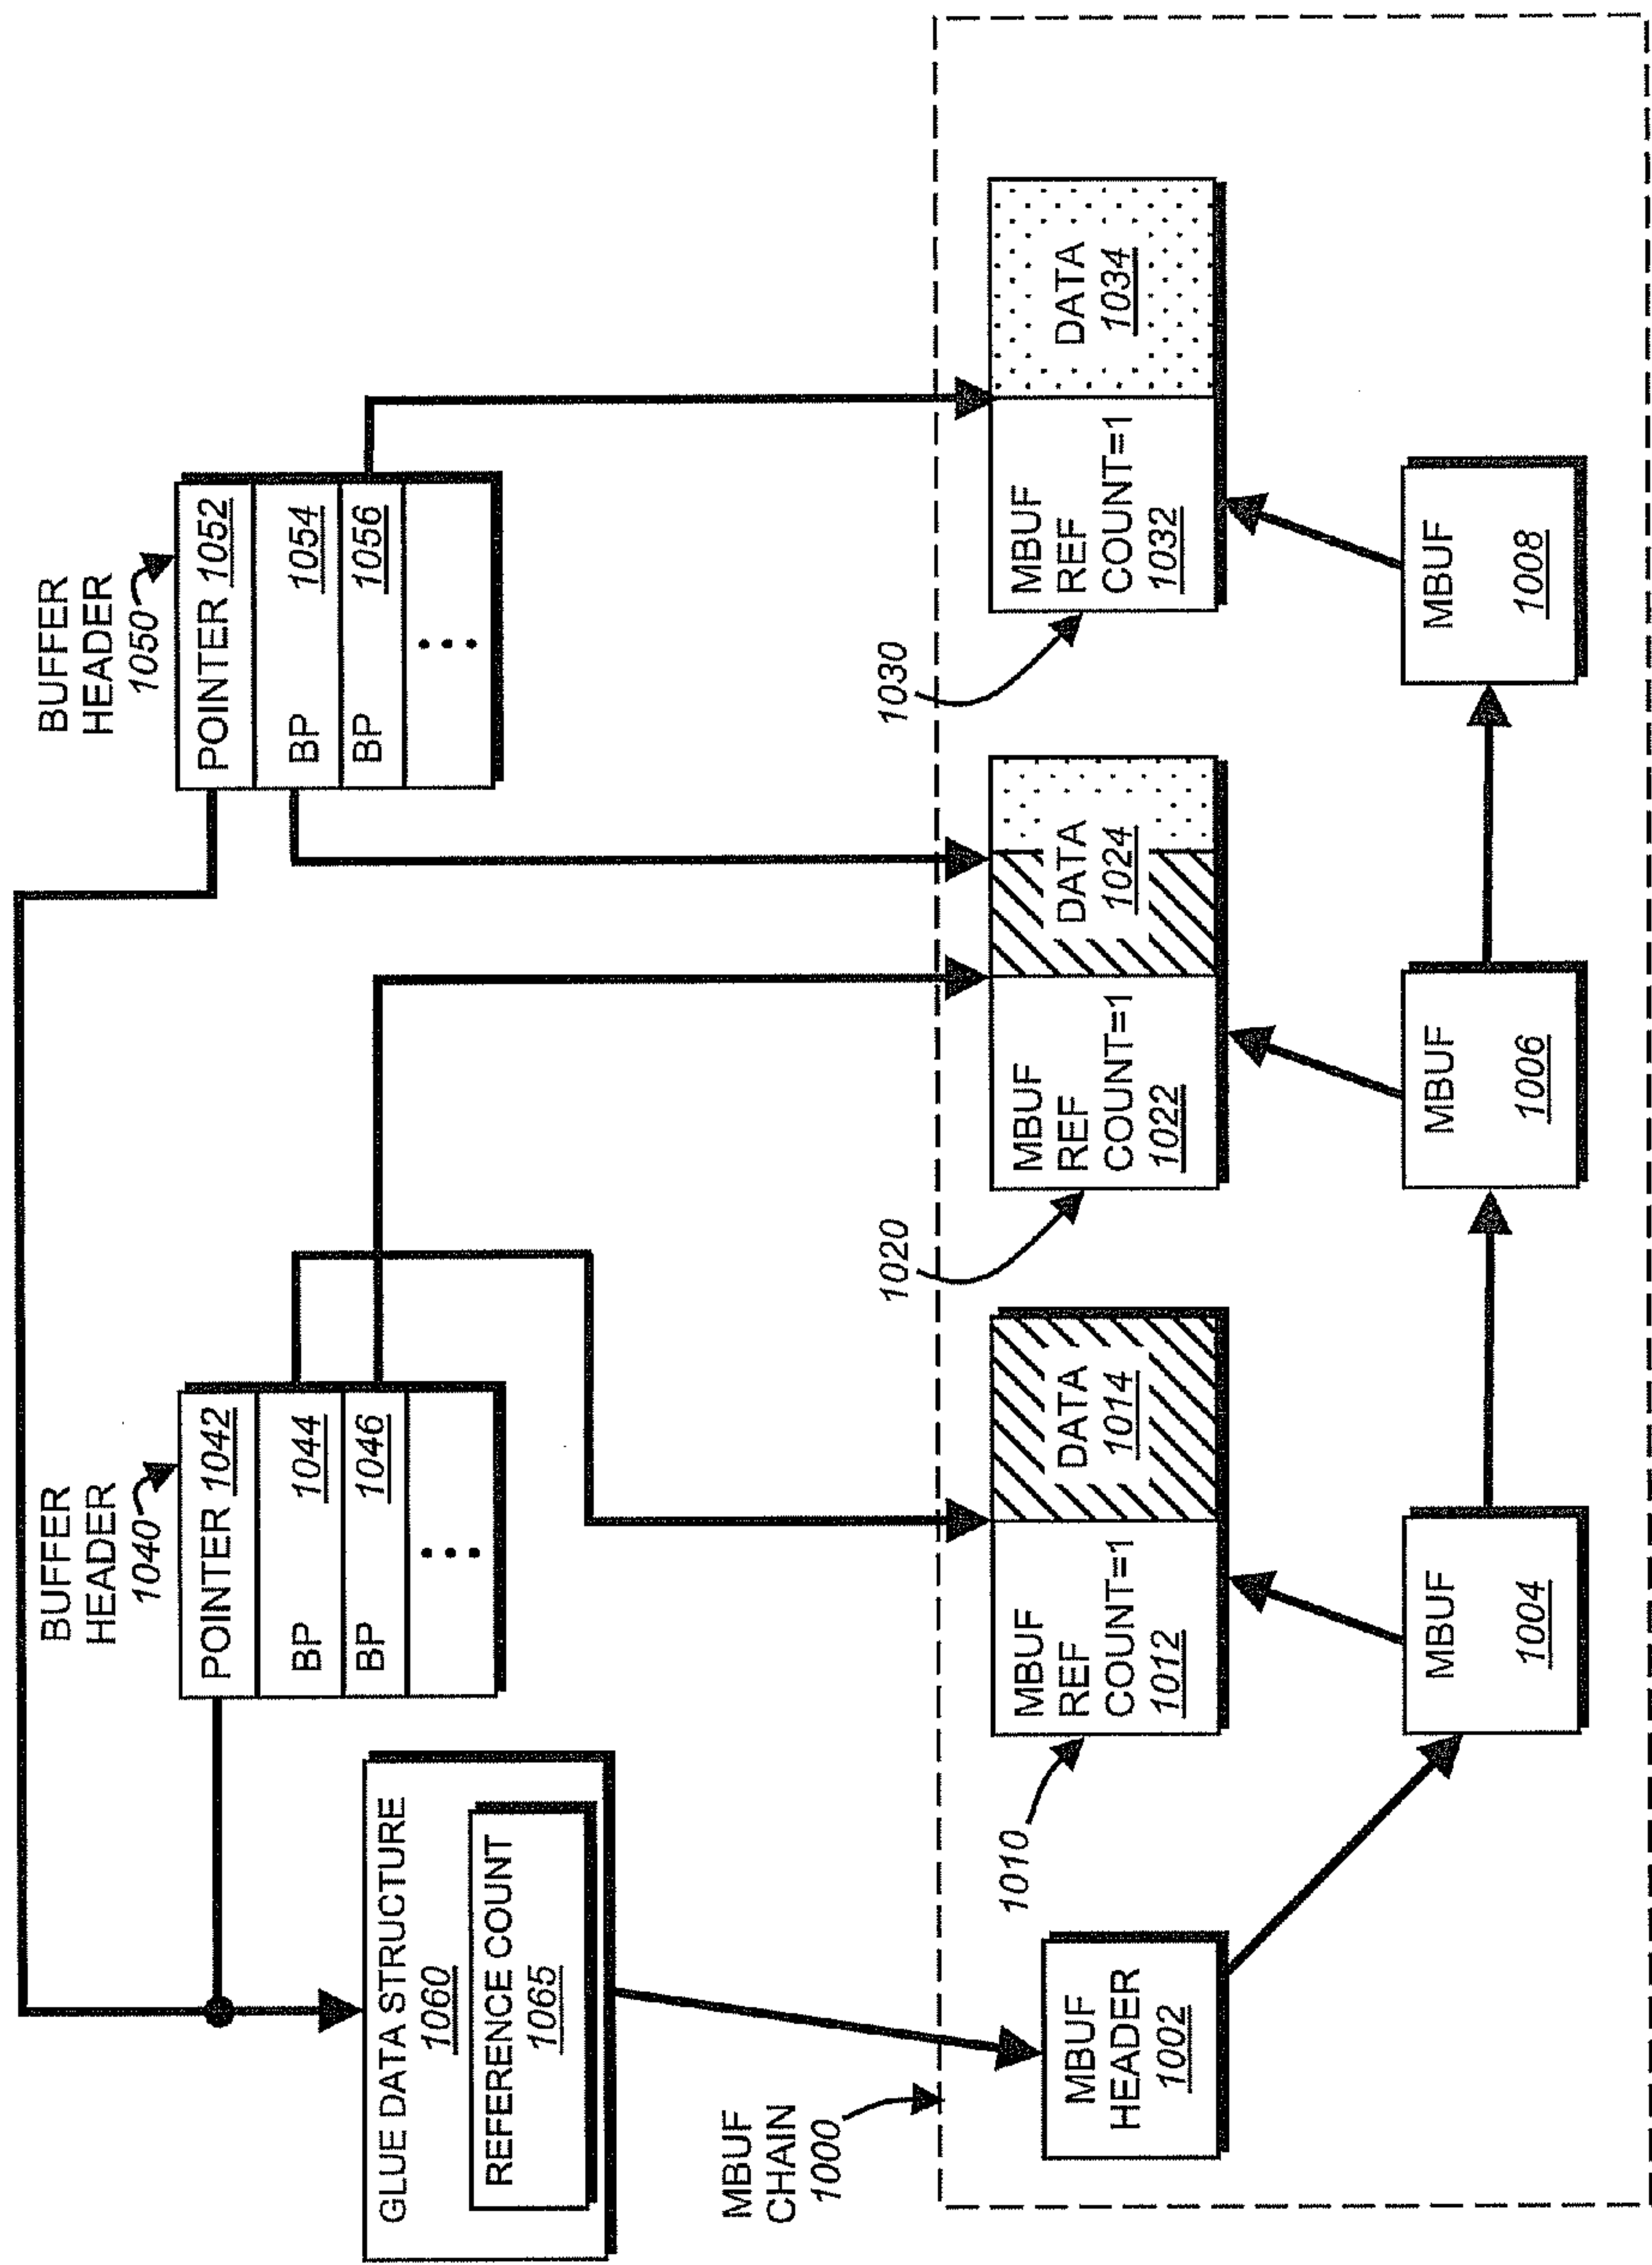 BUFFER
HEADER
1040
POINTER 1042
BP 1044
BP 1046
• • •
BUFFER
HEADER
1050
POINTER 1052
BP 1054
BP 1056
• • •
GLUE DATA STRUCTURE
1060
REFERENCE COUNT
1065
MBUF
CHAIN
1000
1010
MBUF
REF
COUNT=1
1012
DATA
1014
1020
MBUF
REF
COUNT=1
1022
DATA
1024
1030
MBUF
REF
COUNT=1
1032
DATA
1034
MBUF
HEADER
1002
MBUF
1004
MBUF
1006
MBUF
1008